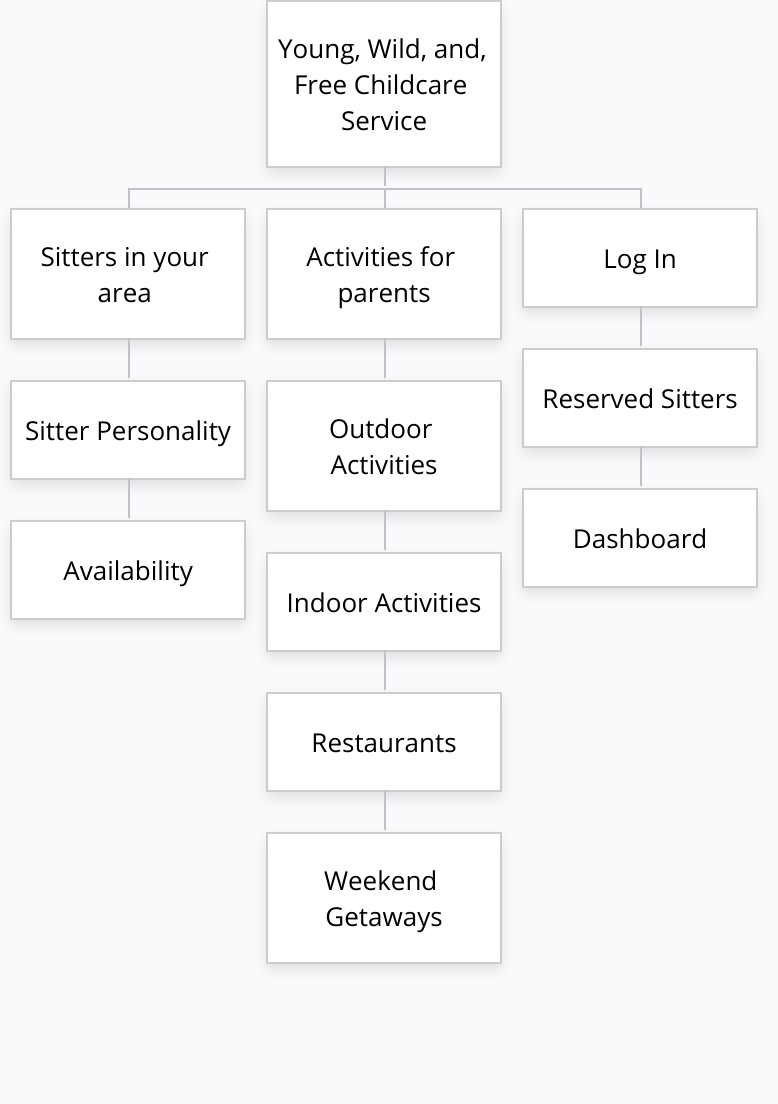 Young, Wild, and,
Free Childcare
Service
Sitters in your
area
Sitter Personality
Availability
Activities for
parents
Outdoor
Activities
Indoor Activities
Restaurants
Weekend
Getaways
Log In
Reserved Sitters
Dashboard